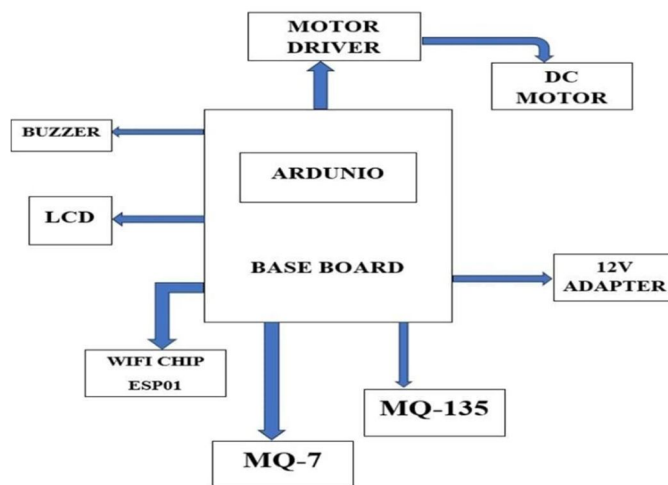 MOTOR
DRIVER
DC
MOTOR
BUZZER
ARDUNIO
LCD
BASE BOARD
12V
ADAPTER
WIFI CHIP
ESP01
MQ-135
MQ-7